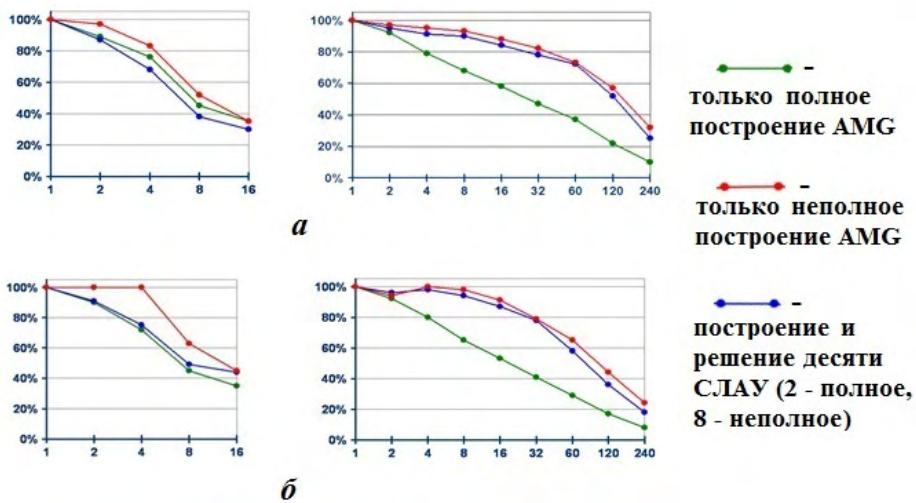 100%
80%
60%
40%
20%
0%
1 2 4 8 16
100%
80%
60%
40%
20%
0%
1 2 4 8 16 32 60 120 240
а
100%
80%
60%
40%
20%
0%
1 2 4 8 16
100%
80%
60%
40%
20%
0%
1 2 4 8 16 32 60 120 240
б
–
только полное
построение AMG
–
только неполное
построение AMG
–
построение и
решение десяти
СЛАУ (2 - полное,
8 - неполное)